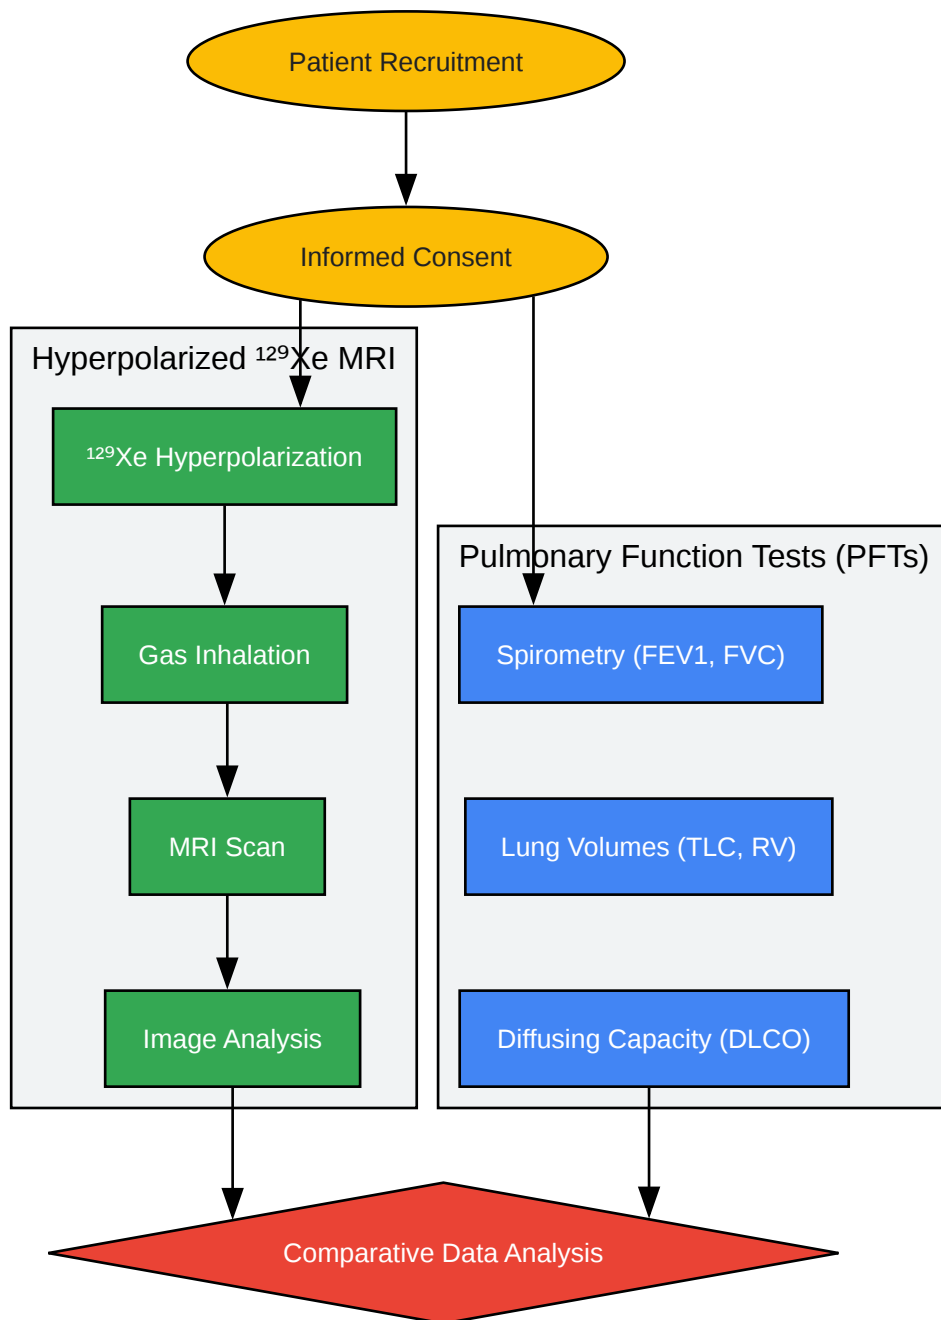 Patient Recruitment
Informed Consent
Hyperpolarized ¹²⁹Xe MRI
¹²⁹Xe Hyperpolarization
Gas Inhalation
MRI Scan
Image Analysis
Pulmonary Function Tests (PFTs)
Spirometry (FEV1, FVC)
Lung Volumes (TLC, RV)
Diffusing Capacity (DLCO)
Comparative Data Analysis